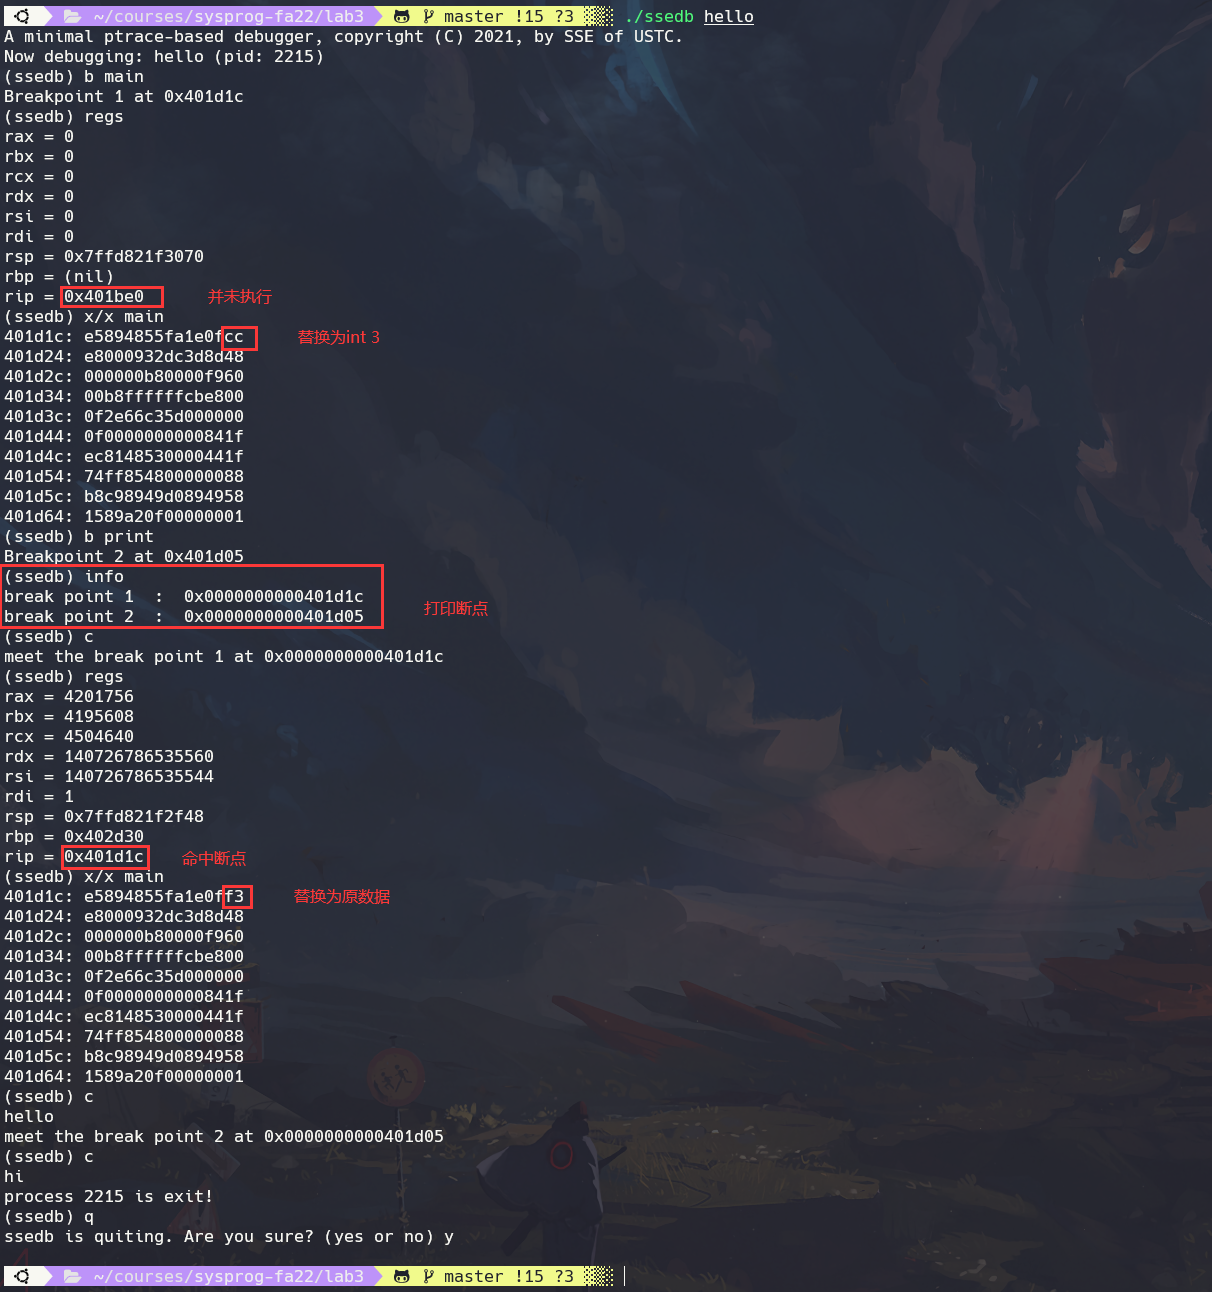 ~/courses/sysprog-fa22/lab3 master !15 ?3 ./ssedb hello
A minimal ptrace-based debugger, copyright (C) 2021, by SSE of USTC.
Now debugging: hello (pid: 2215)
(ssedb) b main
Breakpoint 1 at 0x401d1c
(ssedb) regs
rax = 0
rbx = 0
rcx = 0
rdx = 0
rsi = 0
rdi = 0
rsp = 0x7ffd821f3070
rbp = (nil)
rip = 0x401be0 并未执行
(ssedb) x/x main
401d1c: e5894855fa1e0fcc 替换为int 3
401d24: e8000932dc3d8d48
401d2c: 000000b80000f960
401d34: 00b8ffffffcbe800
401d3c: 0f2e66c35d000000
401d44: 0f0000000000841f
401d4c: ec8148530000441f
401d54: 74ff854800000088
401d5c: b8c98949d0894958
401d64: 1589a20f00000001
(ssedb) b print
Breakpoint 2 at 0x401d05
(ssedb) info
break point 1 : 0x0000000000401d1c
break point 2 : 0x0000000000401d05 打印断点
(ssedb) c
meet the break point 1 at 0x0000000000401d1c
(ssedb) regs
rax = 4201756
rbx = 4195608
rcx = 4504640
rdx = 140726786535560
rsi = 140726786535544
rdi = 1
rsp = 0x7ffd821f2f48
rbp = 0x402d30
rip = 0x401d1c 命中断点
(ssedb) x/x main
401d1c: e5894855fa1e0ff3 替换为原数据
401d24: e8000932dc3d8d48
401d2c: 000000b80000f960
401d34: 00b8ffffffcbe800
401d3c: 0f2e66c35d000000
401d44: 0f0000000000841f
401d4c: ec8148530000441f
401d54: 74ff854800000088
401d5c: b8c98949d0894958
401d64: 1589a20f00000001
(ssedb) c
hello
meet the break point 2 at 0x0000000000401d05
(ssedb) c
hi
process 2215 is exit!
(ssedb) q
ssedb is quiting. Are you sure? (yes or no) y
~/courses/sysprog-fa22/lab3 master !15 ?3